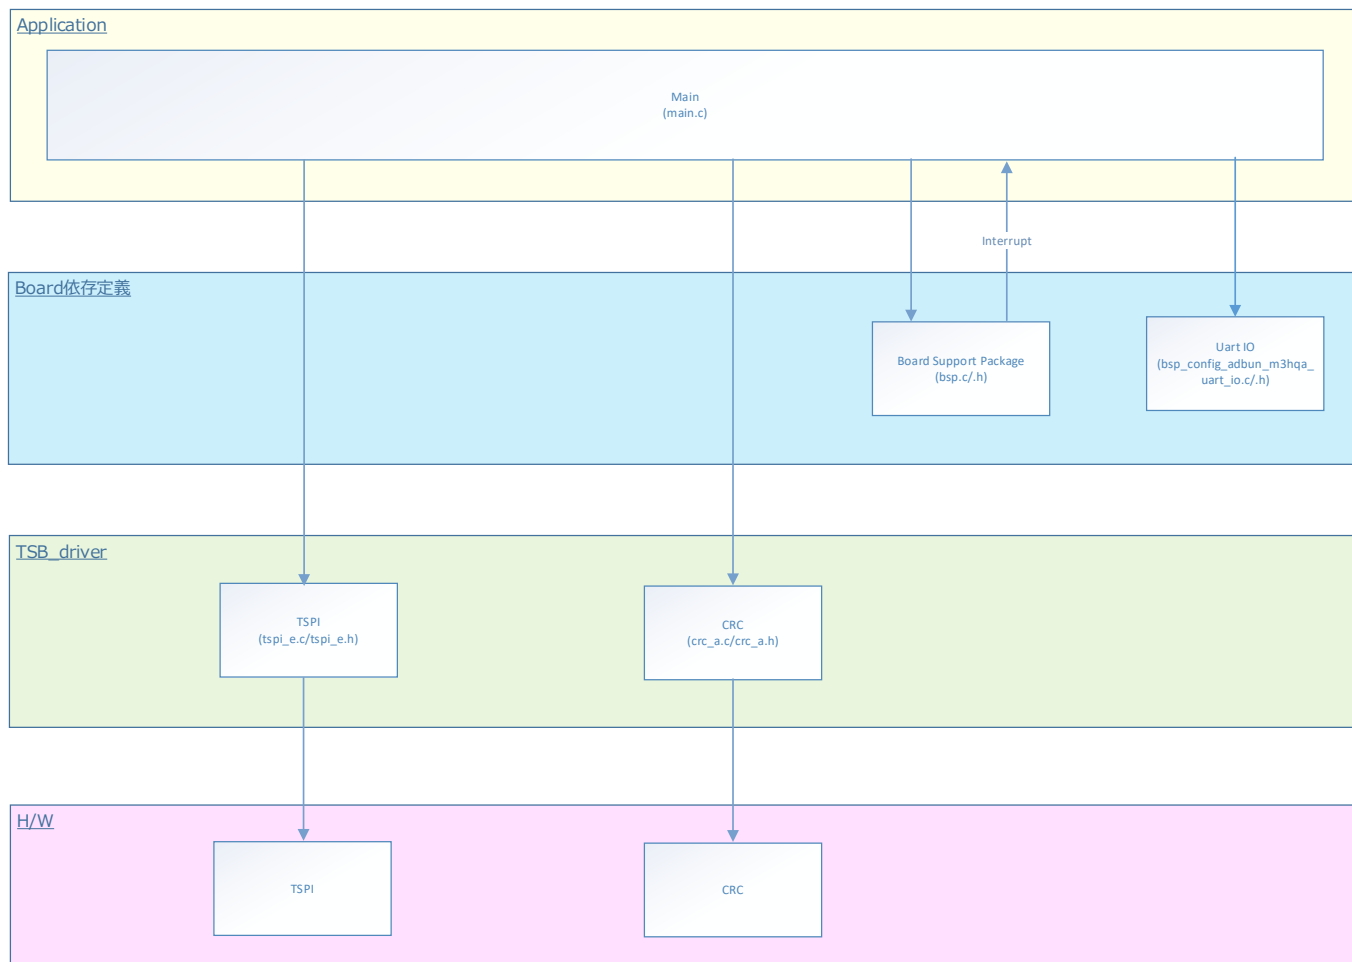 Application
Main
(main.c)
Interrupt
Board依存定義
Board Support Package
(bsp.c/.h)
Uart IO
(bsp_config_adbun_m3hqa_
uart_io.c/.h)
TSB_driver
TSPI
(tspi_e.c/tspi_e.h)
CRC
(crc_a.c/crc_a.h)
H/W
TSPI
CRC